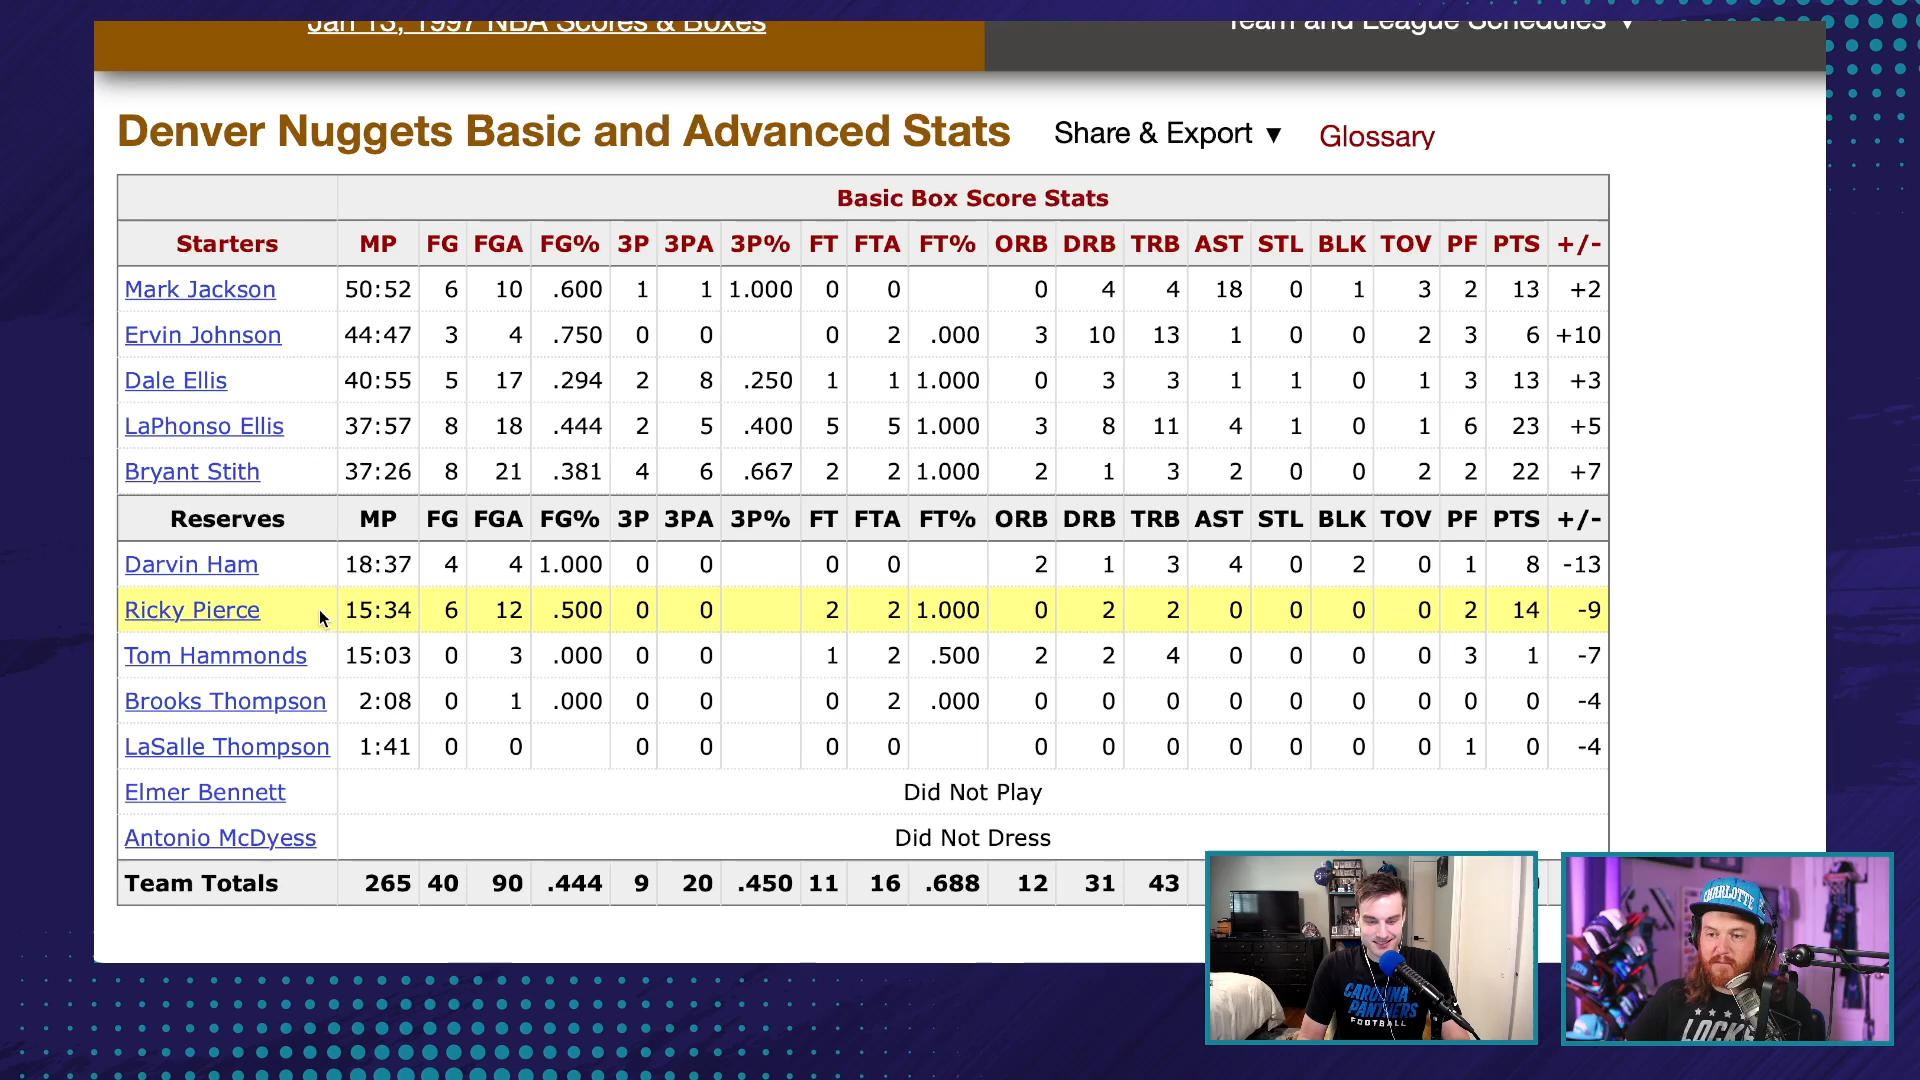 Jan 13, 1997 NBA Scores & Boxes
Team and League Schedules ▼
Denver Nuggets Basic and Advanced Stats Share & Export ▼ Glossary
Basic Box Score Stats
Starters MP FG FGA FG% 3P 3PA 3P% FT FTA FT% ORB DRB TRB AST STL BLK TOV PF PTS +/-
Mark Jackson 50:52 6 10 .600 1 1 1.000 0 0 0 4 4 18 0 1 3 2 13 +2
Ervin Johnson 44:47 3 4 .750 0 0 0 2 .000 3 10 13 1 0 0 2 3 6 +10
Dale Ellis 40:55 5 17 .294 2 8 .250 1 1 1.000 0 3 3 1 1 0 1 3 13 +3
LaPhonso Ellis 37:57 8 18 .444 2 5 .400 5 5 1.000 3 8 11 4 1 0 1 6 23 +5
Bryant Stith 37:26 8 21 .381 4 6 .667 2 2 1.000 2 1 3 2 0 0 2 2 22 +7
Reserves MP FG FGA FG% 3P 3PA 3P% FT FTA FT% ORB DRB TRB AST STL BLK TOV PF PTS +/-
Darvin Ham 18:37 4 4 1.000 0 0 0 0 2 1 3 4 0 2 0 1 8 -13
Ricky Pierce 15:34 6 12 .500 0 0 2 2 1.000 0 2 2 0 0 0 0 2 14 -9
Tom Hammonds 15:03 0 3 .000 0 0 1 2 .500 2 2 4 0 0 0 0 3 1 -7
Brooks Thompson 2:08 0 1 .000 0 0 0 2 .000 0 0 0 0 0 0 0 0 0 -4
LaSalle Thompson 1:41 0 0 0 0 0 0 0 0 0 0 0 0 0 1 0 -4
Elmer Bennett Did Not Play
Antonio McDyess Did Not Dress
Team Totals 265 40 90 .444 9 20 .450 11 16 .688 12 31 43
CAROLINA
PANTHERS
FOOTBALL
CHARLOTTE